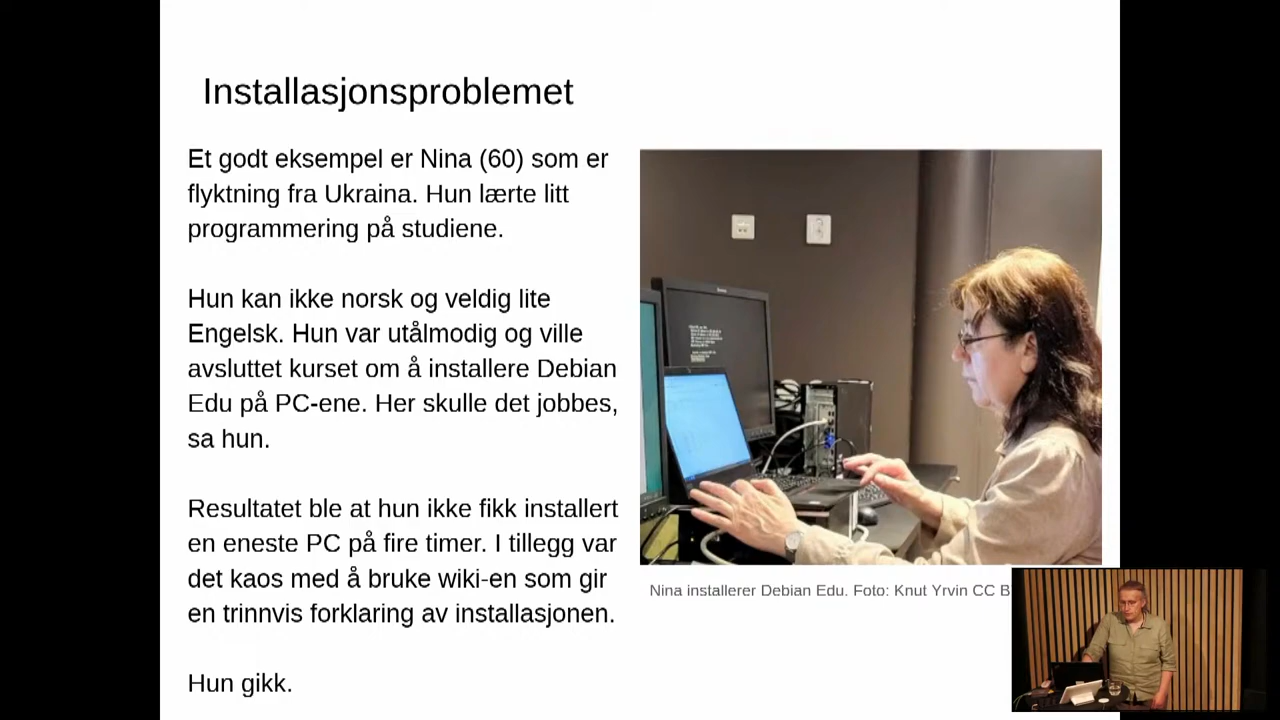 Installasjonsproblemet
Et godt eksempel er Nina (60) som er
flyktning fra Ukraina. Hun lærte litt
programmering på studiene.
Hun kan ikke norsk og veldig lite
Engelsk. Hun var utålmodig og ville
avsluttet kurset om å installere Debian
Edu på PC-ene. Her skulle det jobbes,
sa hun.
Resultatet ble at hun ikke fikk installert
en eneste PC på fire timer. I tillegg var
det kaos med å bruke wiki-en som gir
en trinnvis forklaring av installasjonen.
Hun gikk.
Nina installerer Debian Edu. Foto: Knut Yrvin CC B